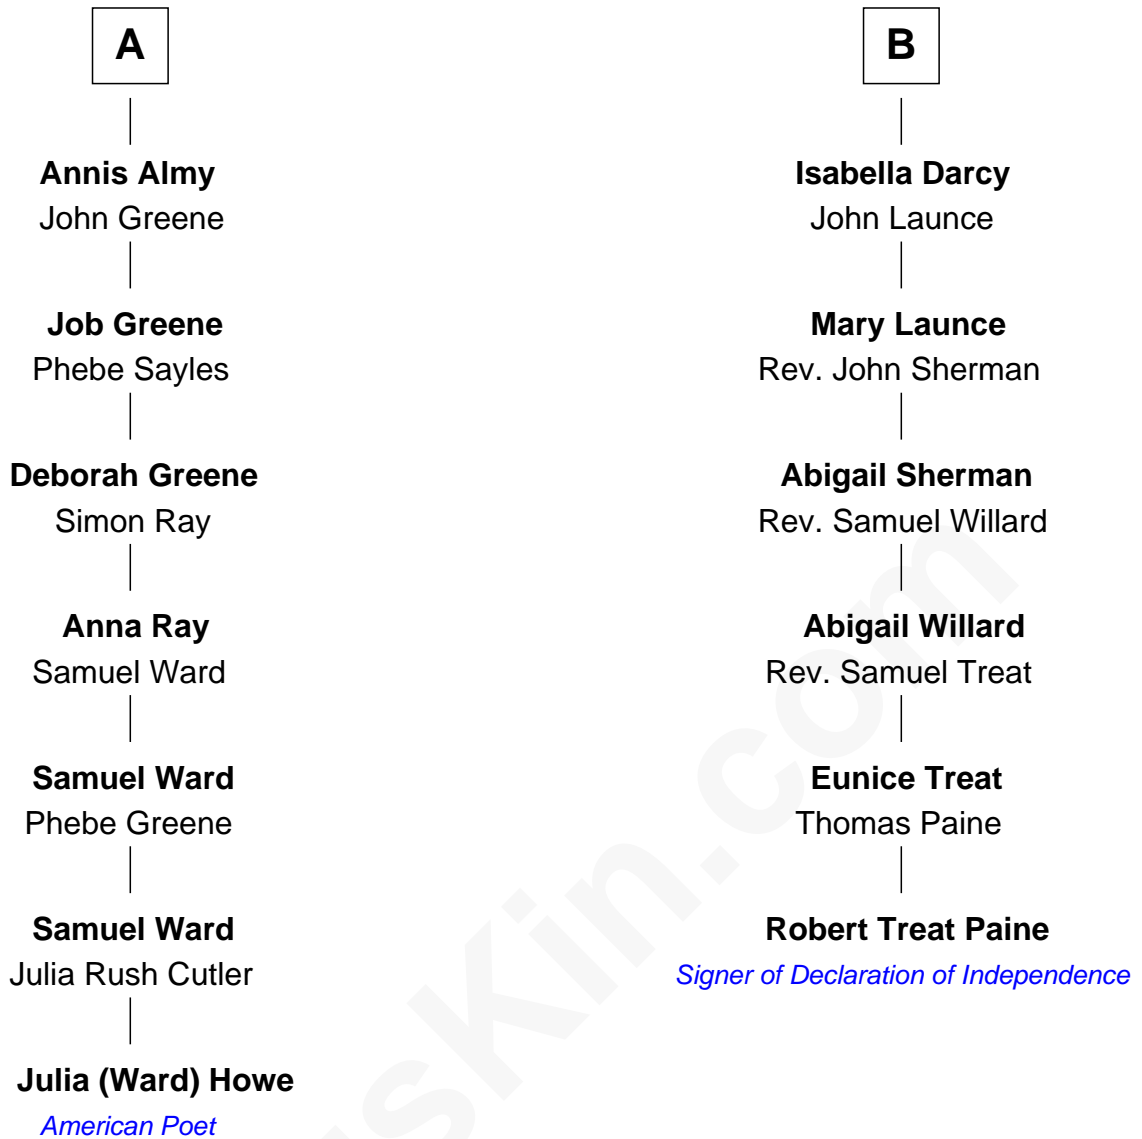 A
Annis Almy
John Greene
Job Greene
Phebe Sayles
Deborah Greene
Simon Ray
Anna Ray
Samuel Ward
Samuel Ward
Phebe Greene
Samuel Ward
Julia Rush Cutler
Julia (Ward) Howe
American Poet
B
Isabella Darcy
John Launce
Mary Launce
Rev. John Sherman
Abigail Sherman
Rev. Samuel Willard
Abigail Willard
Rev. Samuel Treat
Eunice Treat
Thomas Paine
Robert Treat Paine
Signer of Declaration of Independence